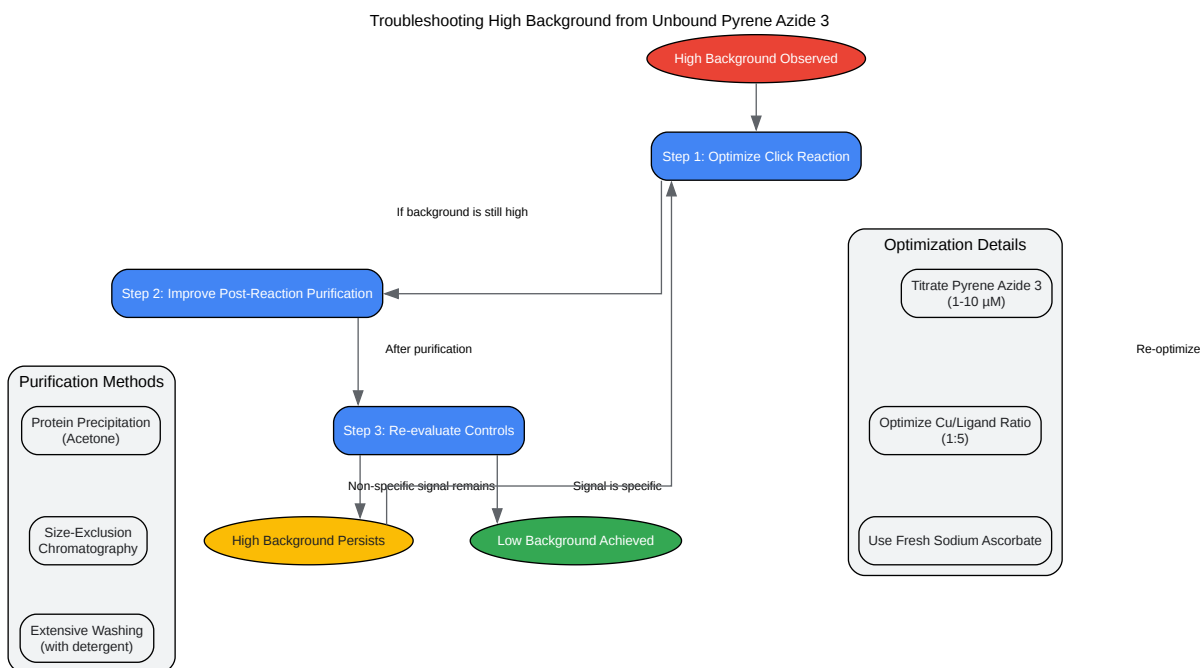 Troubleshooting High Background from Unbound Pyrene Azide 3
High Background Observed
Step 1: Optimize Click Reaction
If background is still high
Optimization Details
Step 2: Improve Post-Reaction Purification
Titrate Pyrene Azide 3
(1-10 µM)
After purification
Re-optimize
Purification Methods
Protein Precipitation
(Acetone)
Step 3: Re-evaluate Controls
Optimize Cu/Ligand Ratio
(1:5)
Non-specific signal remains
Signal is specific
Size-Exclusion
Chromatography
High Background Persists
Low Background Achieved
Use Fresh Sodium Ascorbate
Extensive Washing
(with detergent)